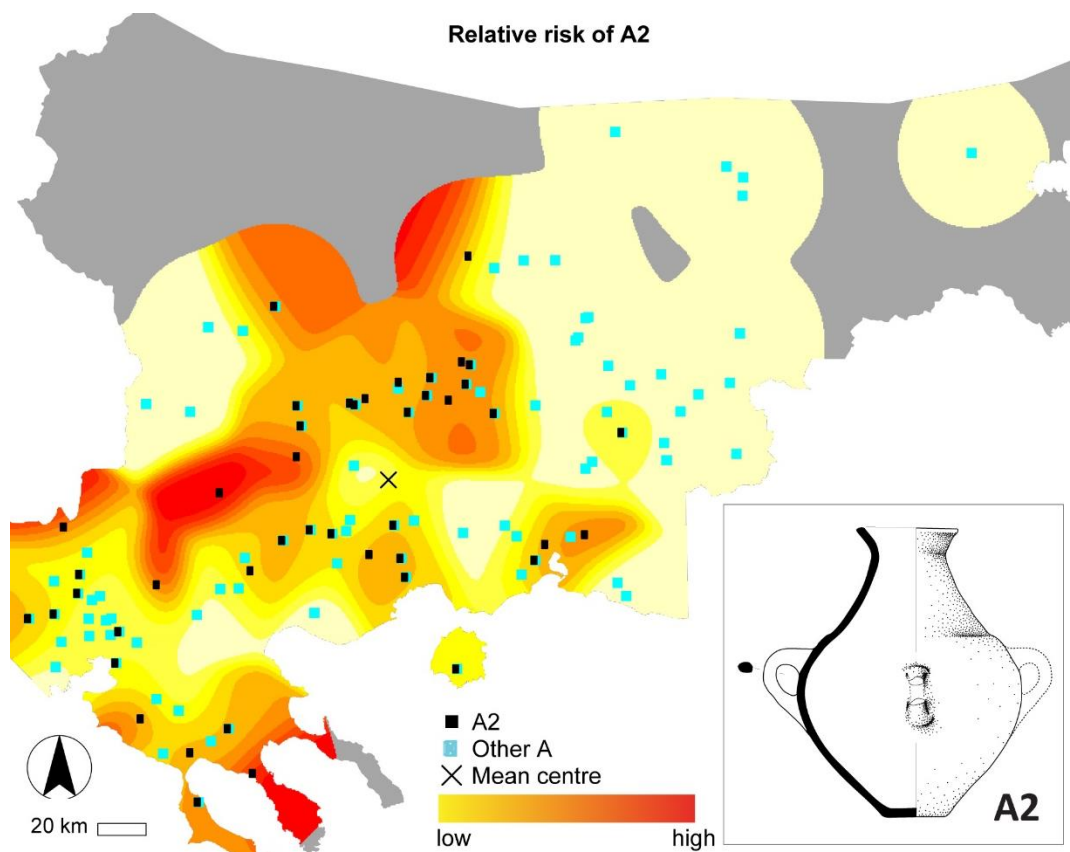 Relative risk of A2
A2
Other A
Mean centre
low high
20 km
A2